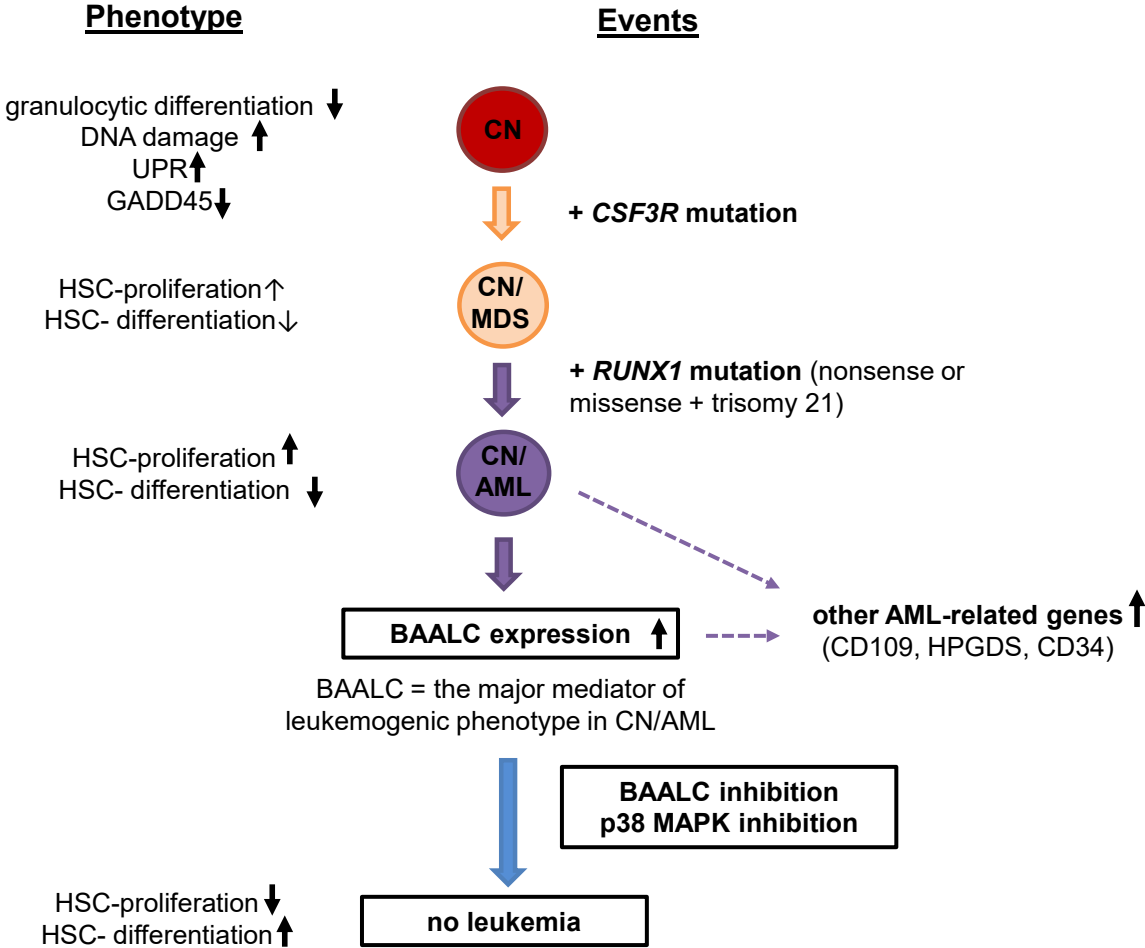 Phenotype
Events
granulocytic differentiation ↓
DNA damage ↑
UPR↑
GADD45↓
CN
+ CSF3R mutation
HSC-proliferation↑
HSC- differentiation↓
CN/
MDS
+ RUNX1 mutation (nonsense or
missense + trisomy 21)
HSC-proliferation ↑
HSC- differentiation ↓
CN/
AML
BAALC expression ↑
other AML-related genes ↑
(CD109, HPGDS, CD34)
BAALC = the major mediator of
leukemogenic phenotype in CN/AML
BAALC inhibition
p38 MAPK inhibition
HSC-proliferation ↓
HSC- differentiation ↑
no leukemia